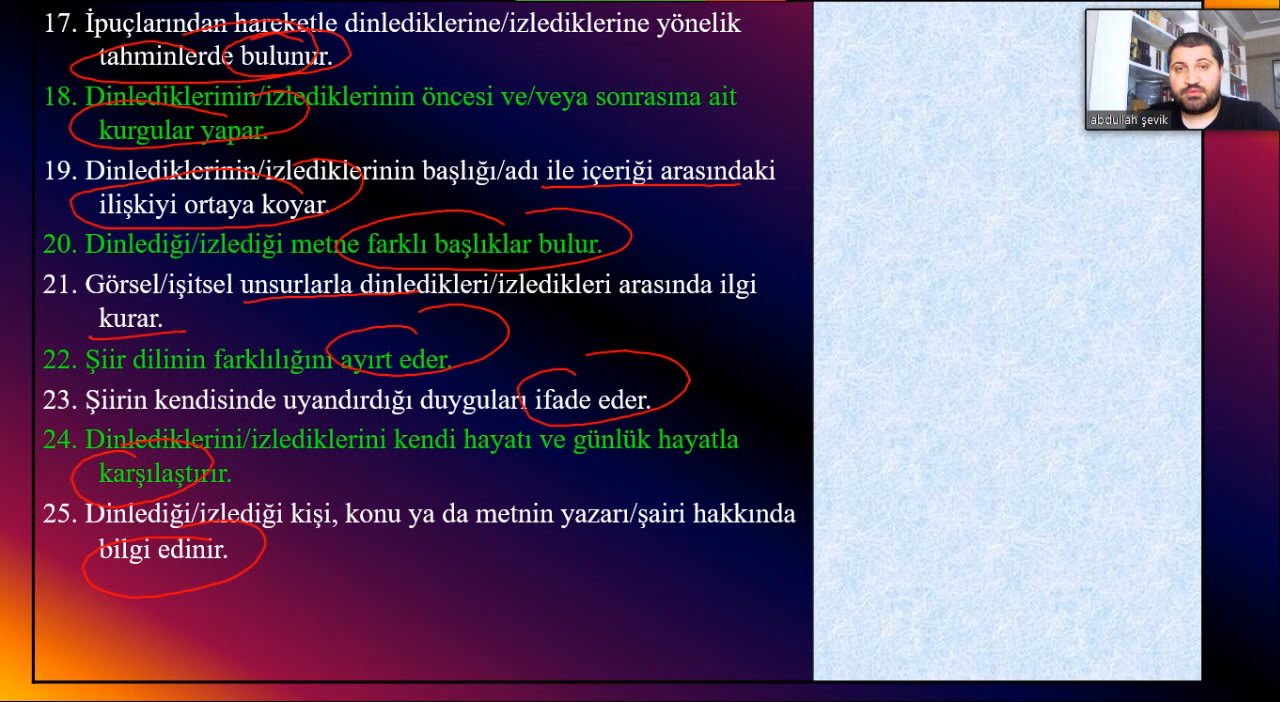 17. İpuçlarından hareketle dinlediklerine/izlediklerine yönelik
tahminlerde bulunur.
18. Dinlediklerinin/izlediklerinin öncesi ve/veya sonrasına ait
kurgular yapar.
19. Dinlediklerinin/izlediklerinin başlığı/adı ile içeriği arasındaki
ilişkiyi ortaya koyar.
20. Dinlediği/izlediği metne farklı başlıklar bulur.
21. Görsel/işitsel unsurlarla dinledikleri/izledikleri arasında ilgi
kurar.
22. Şiir dilinin farklılığını ayırt eder.
23. Şiirin kendisinde uyandırdığı duyguları ifade eder.
24. Dinlediklerini/izlediklerini kendi hayatı ve günlük hayatla
karşılaştırır.
25. Dinlediği/izlediği kişi, konu ya da metnin yazarı/şairi hakkında
bilgi edinir.
abdullah şevik